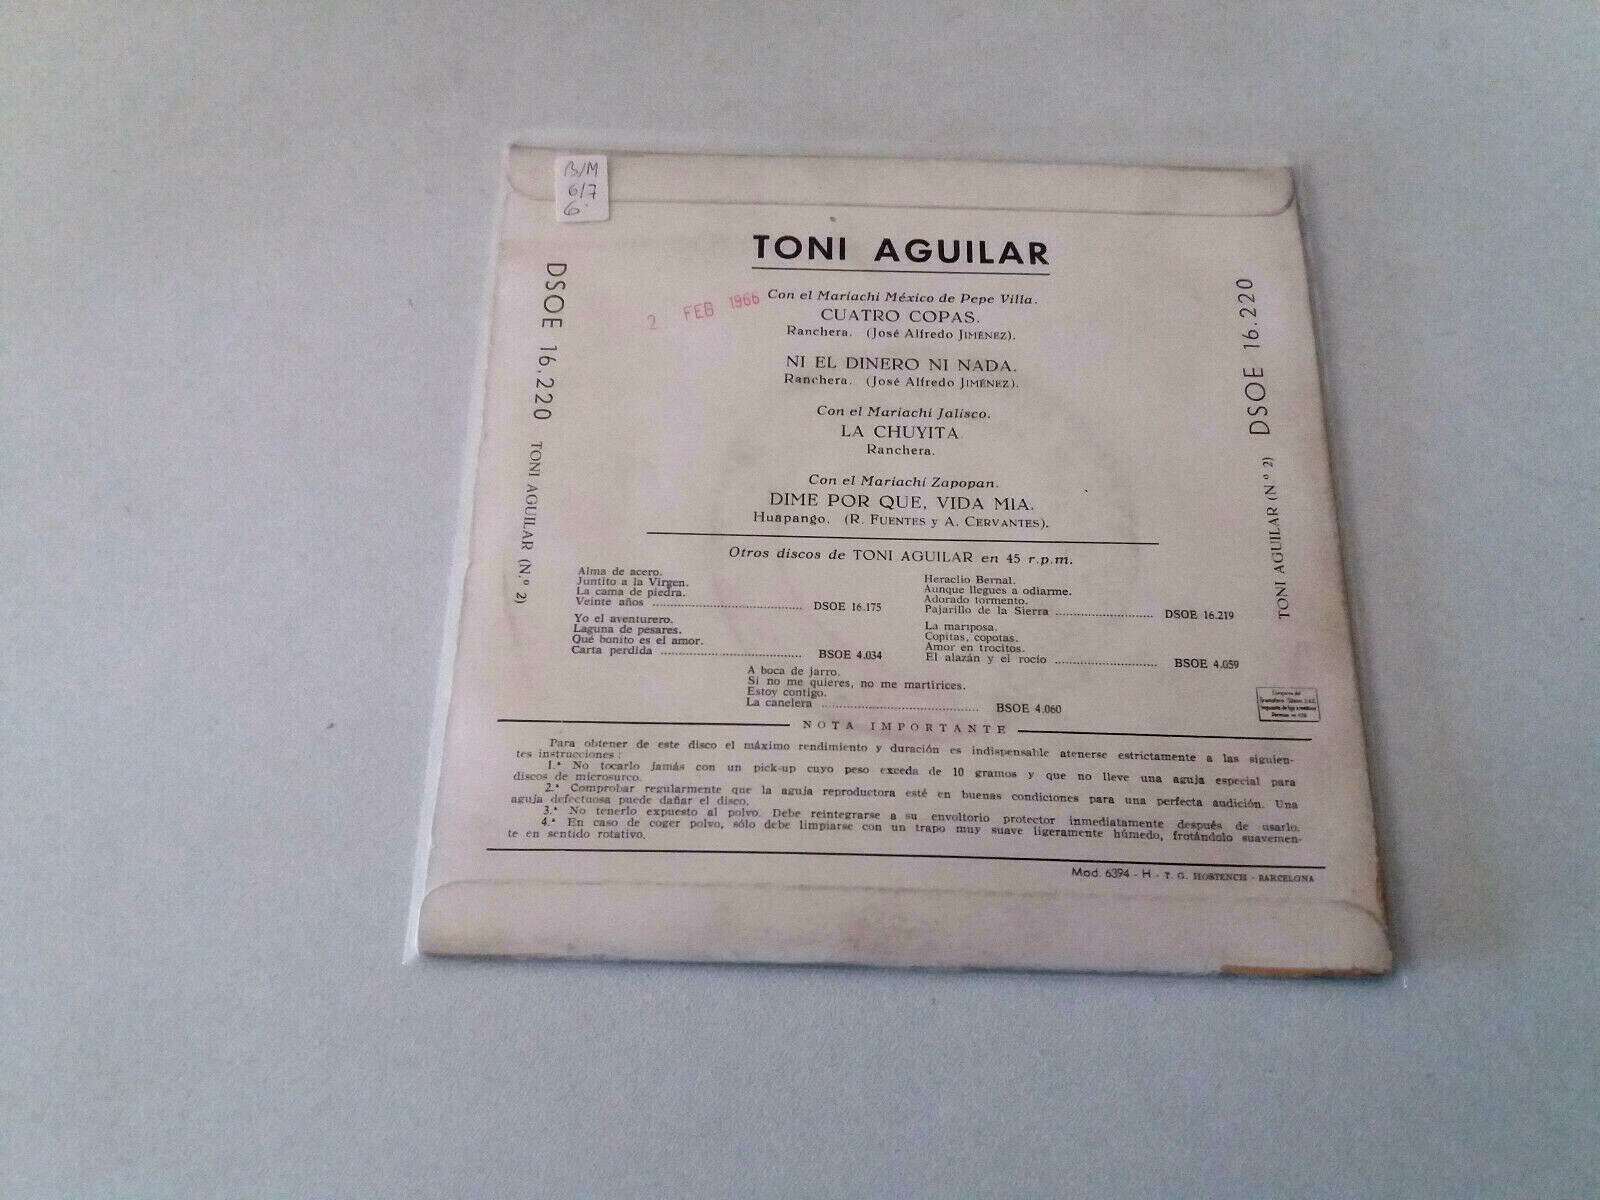 B/M
6/7
6
TONI AGUILAR
2 FEB 1966
Con el Mariachi México de Pepe Villa.
CUATRO COPAS.
Ranchera. (José Alfredo JIMÉNEZ).
NI EL DINERO NI NADA.
Ranchera. (José Alfredo JIMÉNEZ).
Con el Mariachi Jalisco.
LA CHUYITA
Ranchera.
Con el Mariachi Zapopan.
DIME POR QUE, VIDA MIA.
Huapango. (R. FUENTES y A. CERVANTES).
DSOE 16.220 TONI AGUILAR (N.º 2)
TONI AGUILAR (Nº 2) DSOE 16.220
Otros discos de TONI AGUILAR en 45 r.p.m.
Alma de acero.
Juntito a la Virgen.
La cama de piedra.
Veinte años ........ DSOE 16.175
Yo el aventurero.
Laguna de pesares.
Qué bonito es el amor.
Carta perdida ........ BSOE 4.034
Heraclio Bernal.
Aunque llegues a odiarme.
Adorado tormento.
Pajarillo de la Sierra ........ DSOE 16.219
La mariposa.
Copitas, copotas.
Amor en trocitos.
El alazán y el rocío ........ BSOE 4.059
A boca de jarro.
Si no me quieres, no me martirices.
Estoy contigo.
La canelera ........ BSOE 4.060
NOTA IMPORTANTE
Para obtener de este disco el máximo rendimiento y duración es indispensable atenerse estrictamente a las siguien-
tes instrucciones:
1.ª No tocarlo jamás con un pick-up cuyo peso exceda de 10 gramos y que no lleve una aguja especial para
discos de microsurco.
2.ª Comprobar regularmente que la aguja reproductora esté en buenas condiciones para una perfecta audición. Una
aguja defectuosa puede dañar el disco.
3.ª No tenerlo expuesto al polvo. Debe reintegrarse a su envoltorio protector inmediatamente después de usarlo.
4.ª En caso de coger polvo, sólo debe limpiarse con un trapo muy suave ligeramente húmedo, frotándolo suavemen-
te en sentido rotativo.
Mod. 6394 - H - T. G. HOSTENCH - BARCELONA